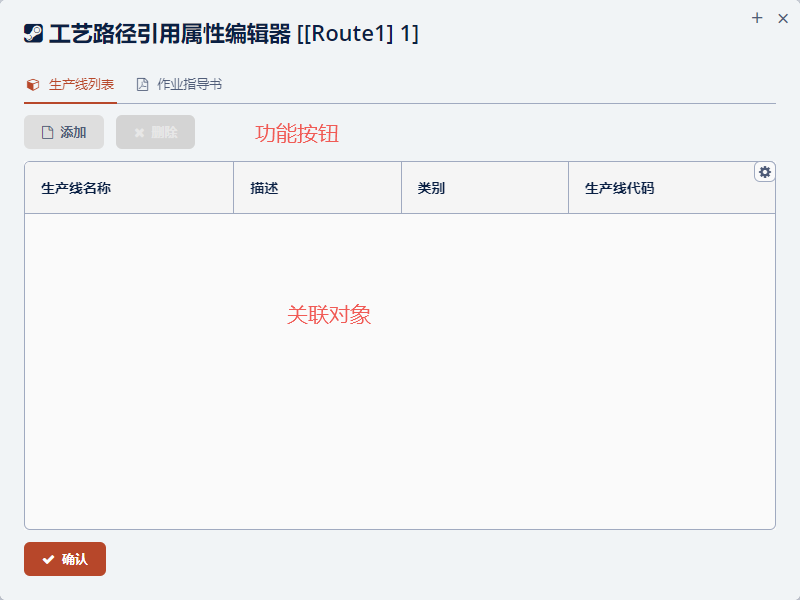 工艺路径引用属性编辑器 [[Route1] 1]
生产线列表 作业指导书
添加 删除 功能按钮
生产线名称 描述 类别 生产线代码
关联对象
确认